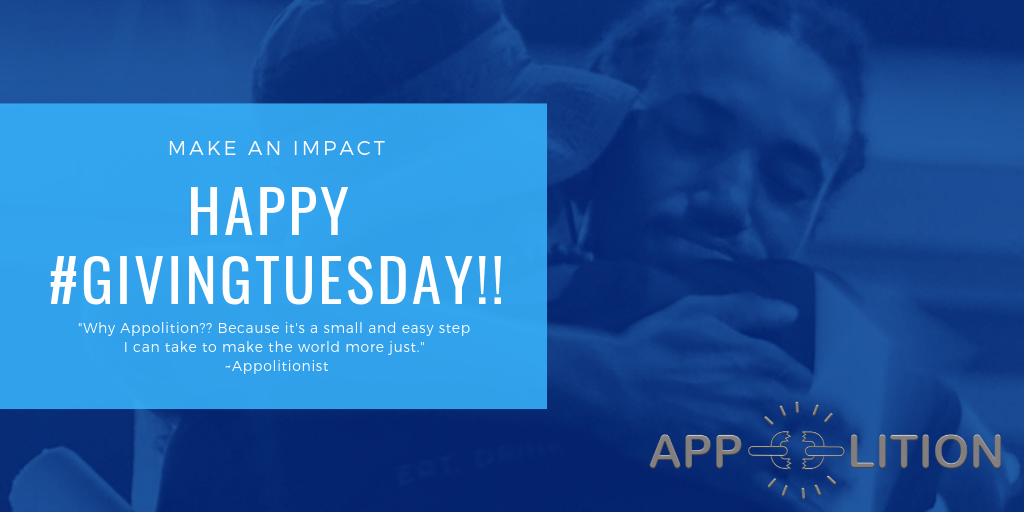 MAKE AN IMPACT
HAPPY
#GIVINGTUESDAY!!
"Why Appolition?? Because it's a small and easy step
I can take to make the world more just."
~Appolitionist
APPOLITION